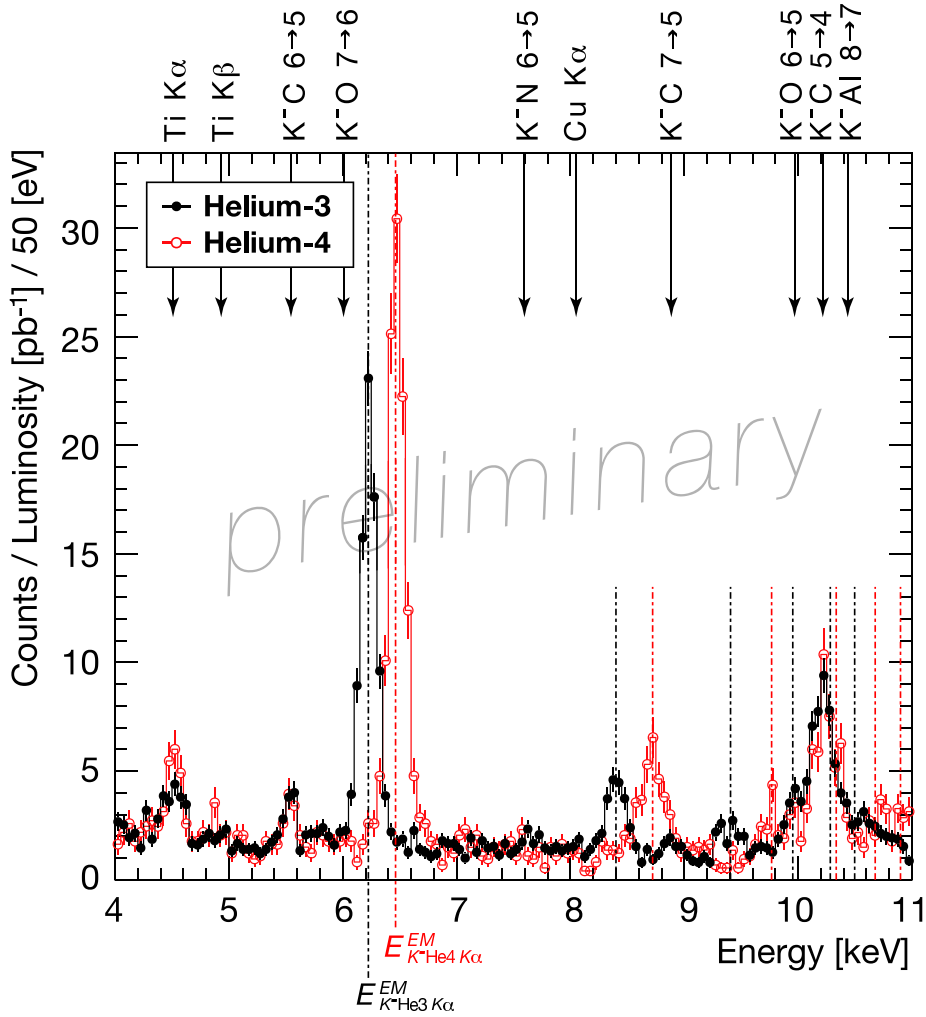 Ti Kα
Ti Kβ
K⁻C 6→5
K⁻O 7→6
K⁻N 6→5
Cu Kα
K⁻C 7→5
K⁻O 6→5
K⁻C 5→4
K⁻Al 8→7
Counts / Luminosity [pb⁻¹] / 50 [eV]
Helium-3
Helium-4
30
25
20
15
10
5
0
preliminary
4 5 6 7 8 9 10 11
Energy [keV]
E^{EM}_{K⁻He4 Kα}
E^{EM}_{K⁻He3 Kα}